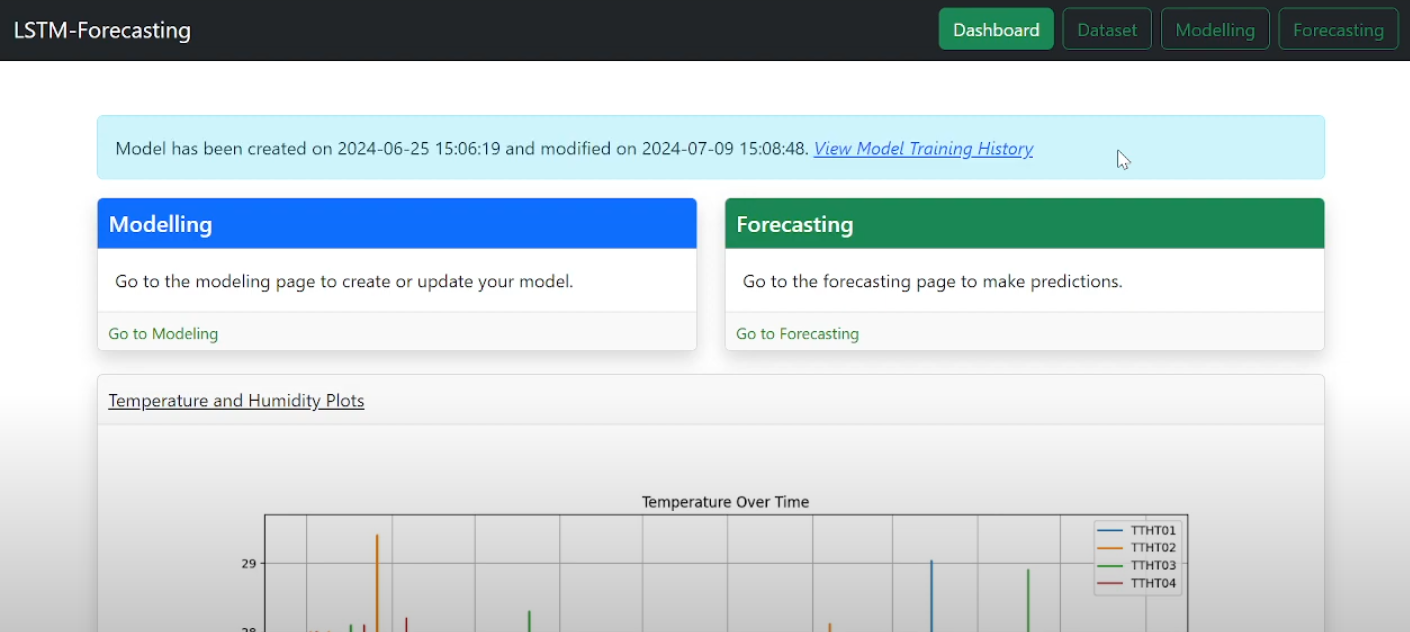 LSTM-Forecasting
Dashboard
Dataset
Modelling
Forecasting
Model has been created on 2024-06-25 15:06:19 and modified on 2024-07-09 15:08:48. View Model Training History
Modelling
Go to the modeling page to create or update your model.
Go to Modeling
Forecasting
Go to the forecasting page to make predictions.
Go to Forecasting
Temperature and Humidity Plots
Temperature Over Time
TTHT01
TTHT02
TTHT03
TTHT04
29